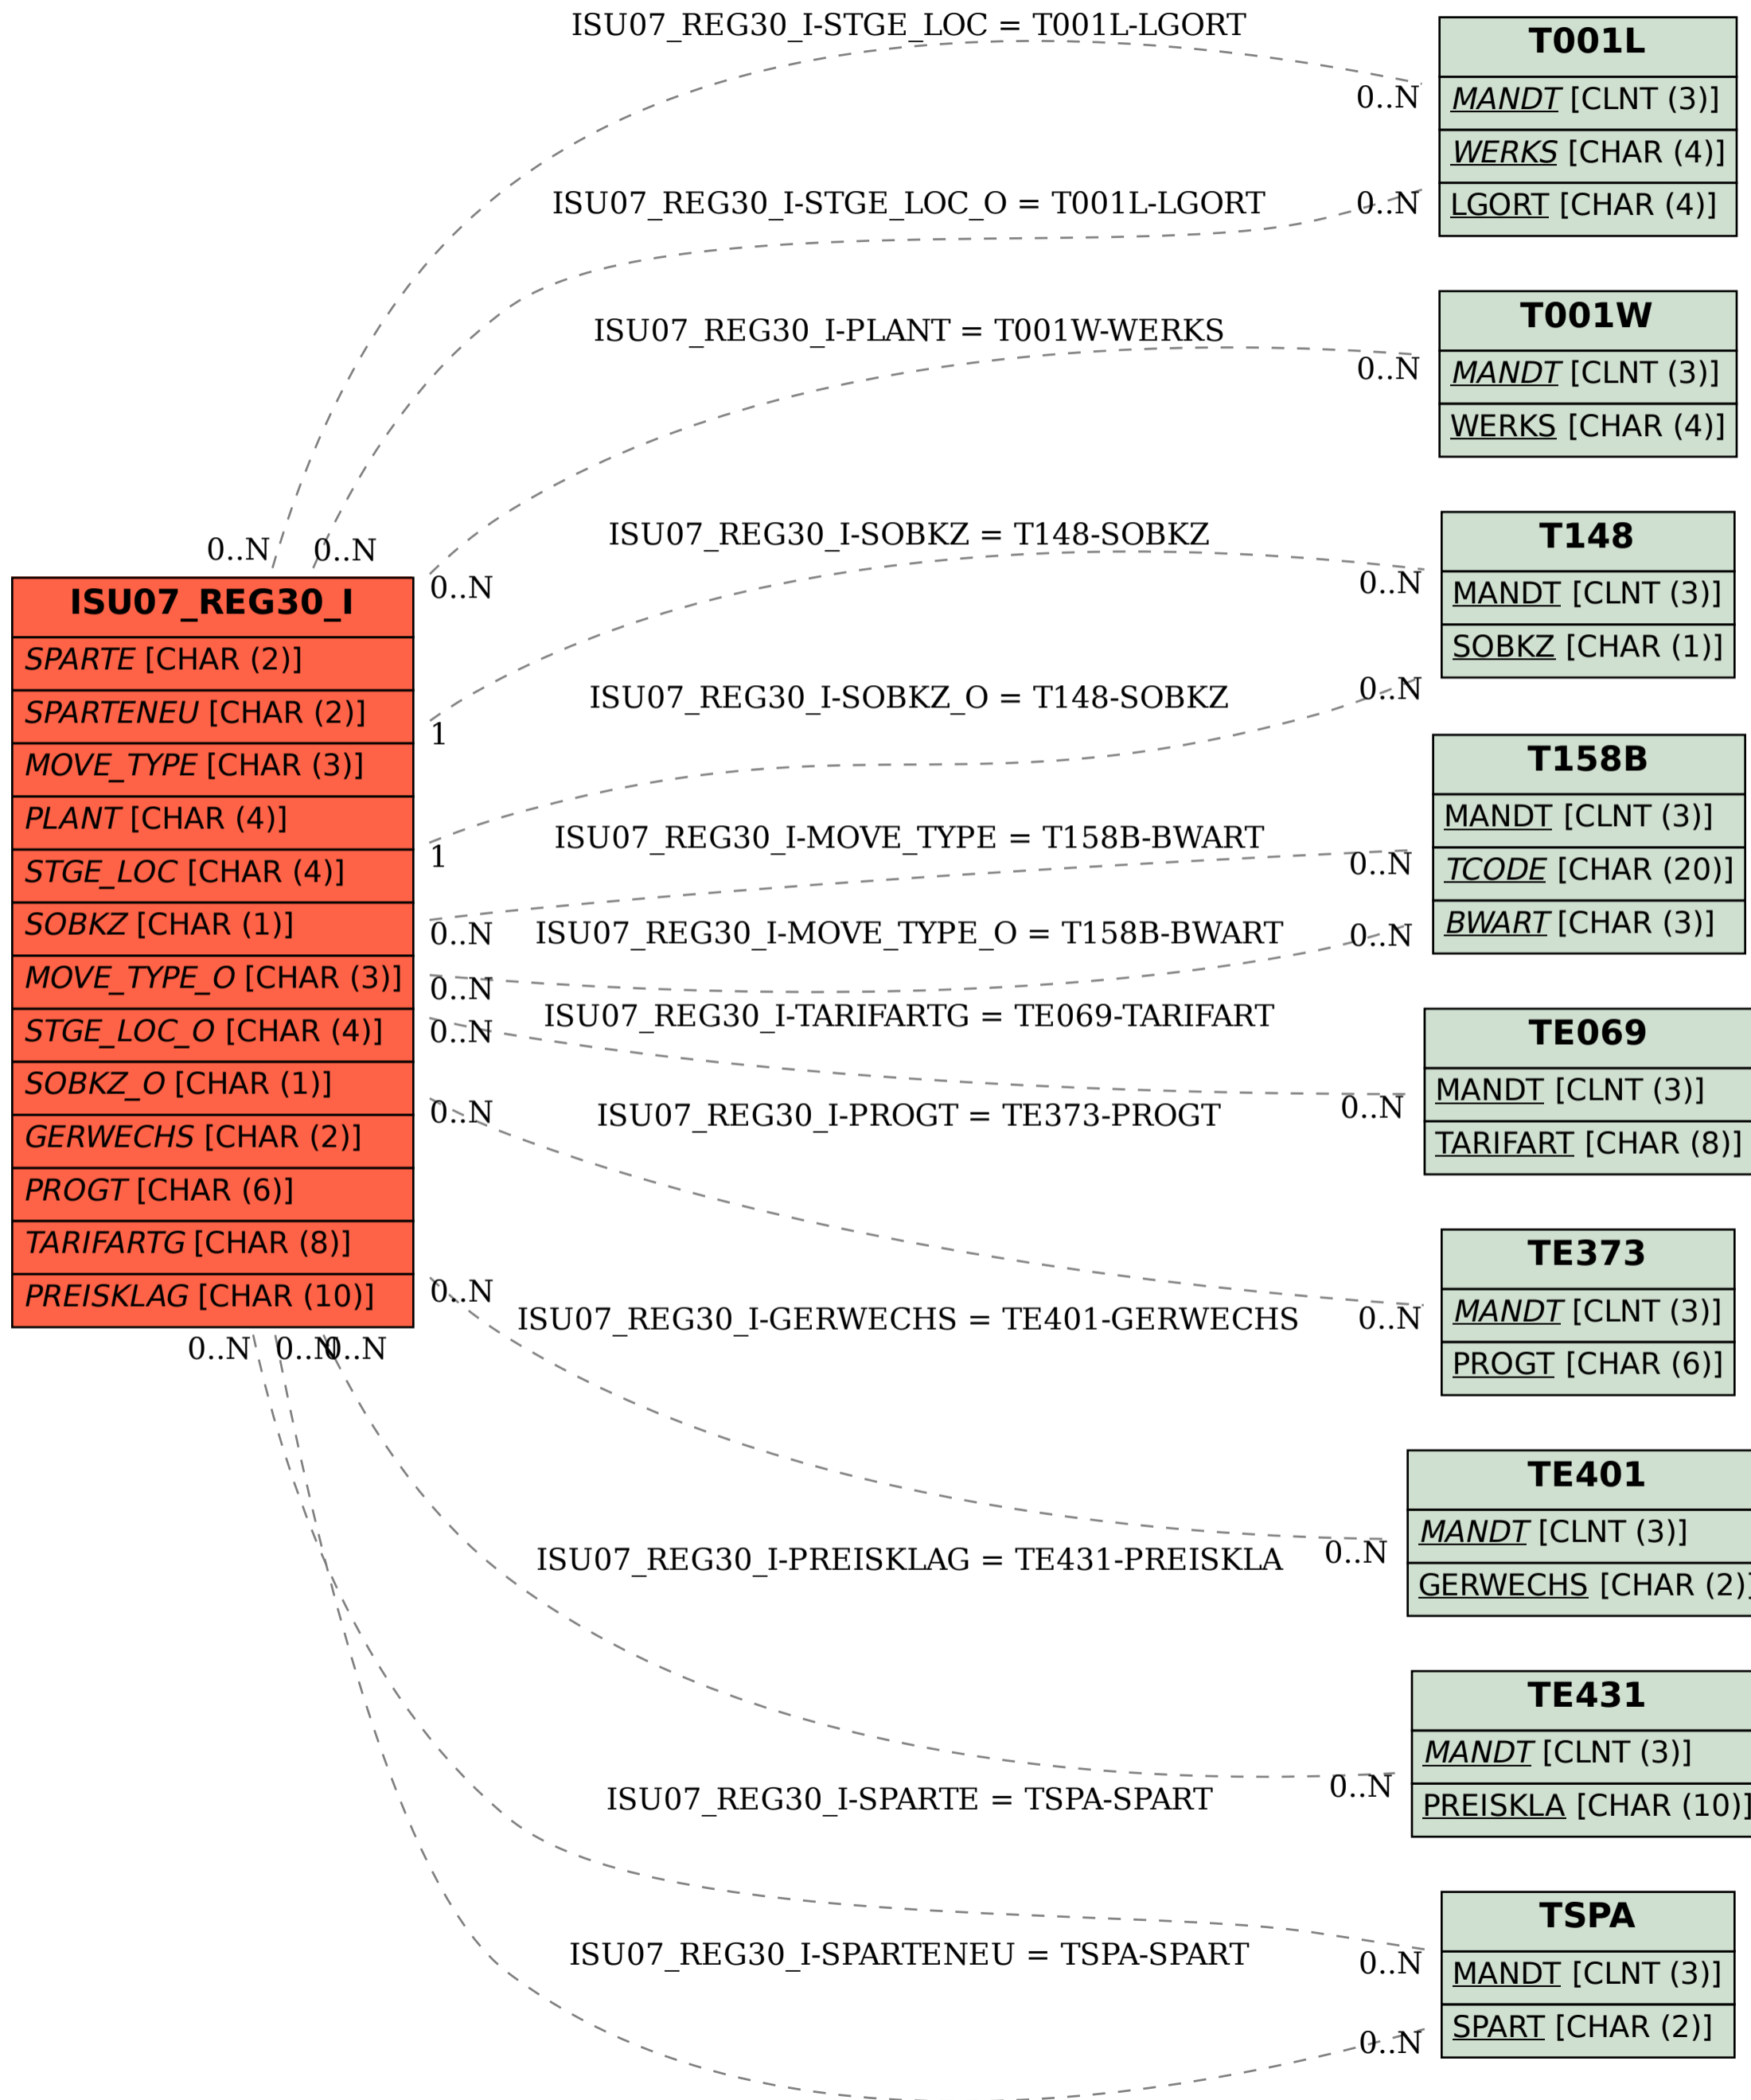 ISU07_REG30_I-STGE_LOC = T001L-LGORT
0..N
T001L
MANDT [CLNT (3)]
WERKS [CHAR (4)]
LGORT [CHAR (4)]
ISU07_REG30_I-STGE_LOC_O = T001L-LGORT
0..N
ISU07_REG30_I-PLANT = T001W-WERKS
0..N
T001W
MANDT [CLNT (3)]
WERKS [CHAR (4)]
0..N
0..N
0..N
ISU07_REG30_I-SOBKZ = T148-SOBKZ
0..N
T148
MANDT [CLNT (3)]
SOBKZ [CHAR (1)]
ISU07_REG30_I
SPARTE [CHAR (2)]
SPARTENEU [CHAR (2)]
MOVE_TYPE [CHAR (3)]
PLANT [CHAR (4)]
STGE_LOC [CHAR (4)]
SOBKZ [CHAR (1)]
MOVE_TYPE_O [CHAR (3)]
STGE_LOC_O [CHAR (4)]
SOBKZ_O [CHAR (1)]
GERWECHS [CHAR (2)]
PROGT [CHAR (6)]
TARIFARTG [CHAR (8)]
PREISKLAG [CHAR (10)]
1
ISU07_REG30_I-SOBKZ_O = T148-SOBKZ
0..N
1
ISU07_REG30_I-MOVE_TYPE = T158B-BWART
0..N
T158B
MANDT [CLNT (3)]
TCODE [CHAR (20)]
BWART [CHAR (3)]
0..N
ISU07_REG30_I-MOVE_TYPE_O = T158B-BWART
0..N
0..N
ISU07_REG30_I-TARIFARTG = TE069-TARIFART
0..N
0..N
TE069
MANDT [CLNT (3)]
TARIFART [CHAR (8)]
0..N
ISU07_REG30_I-PROGT = TE373-PROGT
0..N
TE373
MANDT [CLNT (3)]
PROGT [CHAR (6)]
0..N
ISU07_REG30_I-GERWECHS = TE401-GERWECHS
0..N
TE401
MANDT [CLNT (3)]
GERWECHS [CHAR (2)]
0..N
0..N
0..N
ISU07_REG30_I-PREISKLAG = TE431-PREISKLA
0..N
TE431
MANDT [CLNT (3)]
PREISKLA [CHAR (10)]
ISU07_REG30_I-SPARTE = TSPA-SPART
0..N
TSPA
MANDT [CLNT (3)]
SPART [CHAR (2)]
ISU07_REG30_I-SPARTENEU = TSPA-SPART
0..N